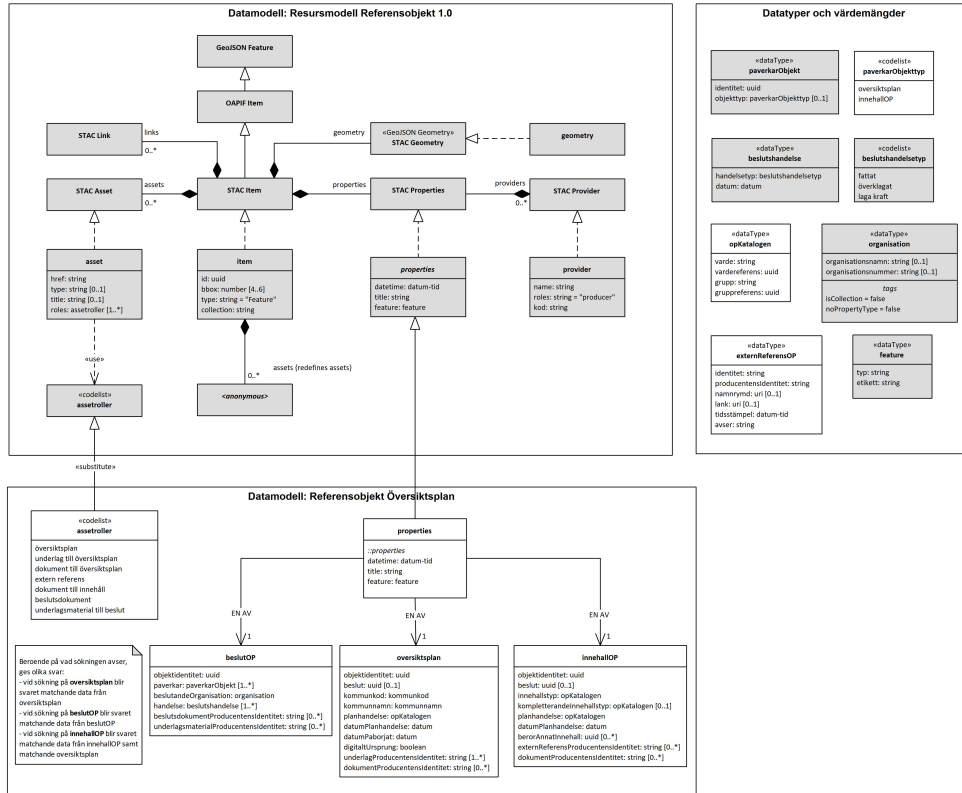 Datamodell: Resursmodell Referensobjekt 1.0
GeoJSON Feature
OAPIF Item
STAC Link
links
0..*
geometry
«GeoJSON Geometry»
STAC Geometry
geometry
STAC Asset
assets
0..*
STAC Item
properties
STAC Properties
providers
0..*
STAC Provider
asset
href: string
type: string [0..1]
title: string [0..1]
roles: assetroller [1..*]
item
id: uuid
bbox: number [4..6]
type: string = "Feature"
collection: string
properties
datetime: datum-tid
title: string
feature: feature
provider
name: string
roles: string = "producer"
kod: string
«use»
assets {redefines assets}
0..*
«codelist»
assetroller
<anonymous>
«substitute»
Datatyper och värdemängder
«dataType»
paverkarObjekt
identitet: uuid
objekttyp: paverkarObjekttyp [0..1]
«codelist»
paverkarObjekttyp
oversiktsplan
innehallOP
«dataType»
beslutshandelse
handelsetyp: beslutshandelsetyp
datum: datum
«codelist»
beslutshandelsetyp
fattat
överklagat
laga kraft
«dataType»
opKatalogen
varde: string
vardereferens: uuid
grupp: string
gruppreferens: uuid
«dataType»
organisation
organisationsnamn: string [0..1]
organisationsnummer: string [0..1]
tags
isCollection = false
noPropertyType = false
«dataType»
externReferensOP
identitet: string
producentensIdentitet: string
namnrymd: uri [0..1]
lank: uri [0..1]
tidsstämpel: datum-tid
avser: string
«dataType»
feature
typ: string
etikett: string
Datamodell: Referensobjekt Översiktsplan
«codelist»
assetroller
översiktsplan
underlag till översiktsplan
dokument till översiktsplan
extern referens
dokument till innehåll
beslutsdokument
underlagsmaterial till beslut
properties
::properties
datetime: datum-tid
title: string
feature: feature
EN AV
1
EN AV
1
EN AV
1
Beroende på vad sökningen avser,
ges olika svar:
- vid sökning på oversiktsplan blir
svaret matchande data från
oversiktsplan
- vid sökning på beslutOP blir svaret
matchande data från beslutOP
- vid sökning på innehallOP blir svaret
matchande data från innehallOP samt
matchande oversiktsplan
beslutOP
objektidentitet: uuid
paverkar: paverkarObjekt [1..*]
beslutandeOrganisation: organisation
handelse: beslutshandelse [1..*]
beslutsdokumentProducentensIdentitet: string [0..*]
underlagsmaterialProducentensIdentitet: string [0..*]
oversiktsplan
objektidentitet: uuid
beslut: uuid [0..1]
kommunkod: kommunkod
kommunnamn: kommunnamn
planhandelse: opKatalogen
datumPlanhandelse: datum
datumPaborjat: datum
digitaltUrsprung: boolean
underlagProducentensIdentitet: string [1..*]
dokumentProducentensIdentitet: string [0..*]
innehallOP
objektidentitet: uuid
beslut: uuid [0..1]
innehallstyp: opKatalogen
kompletterandeInnehallstyp: opKatalogen [0..1]
planhandelse: opKatalogen
datumPlanhandelse: datum
berorAnnatInnehall: uuid [0..*]
externReferensProducentensIdentitet: string [0..*]
dokumentProducentensIdentitet: string [0..*]